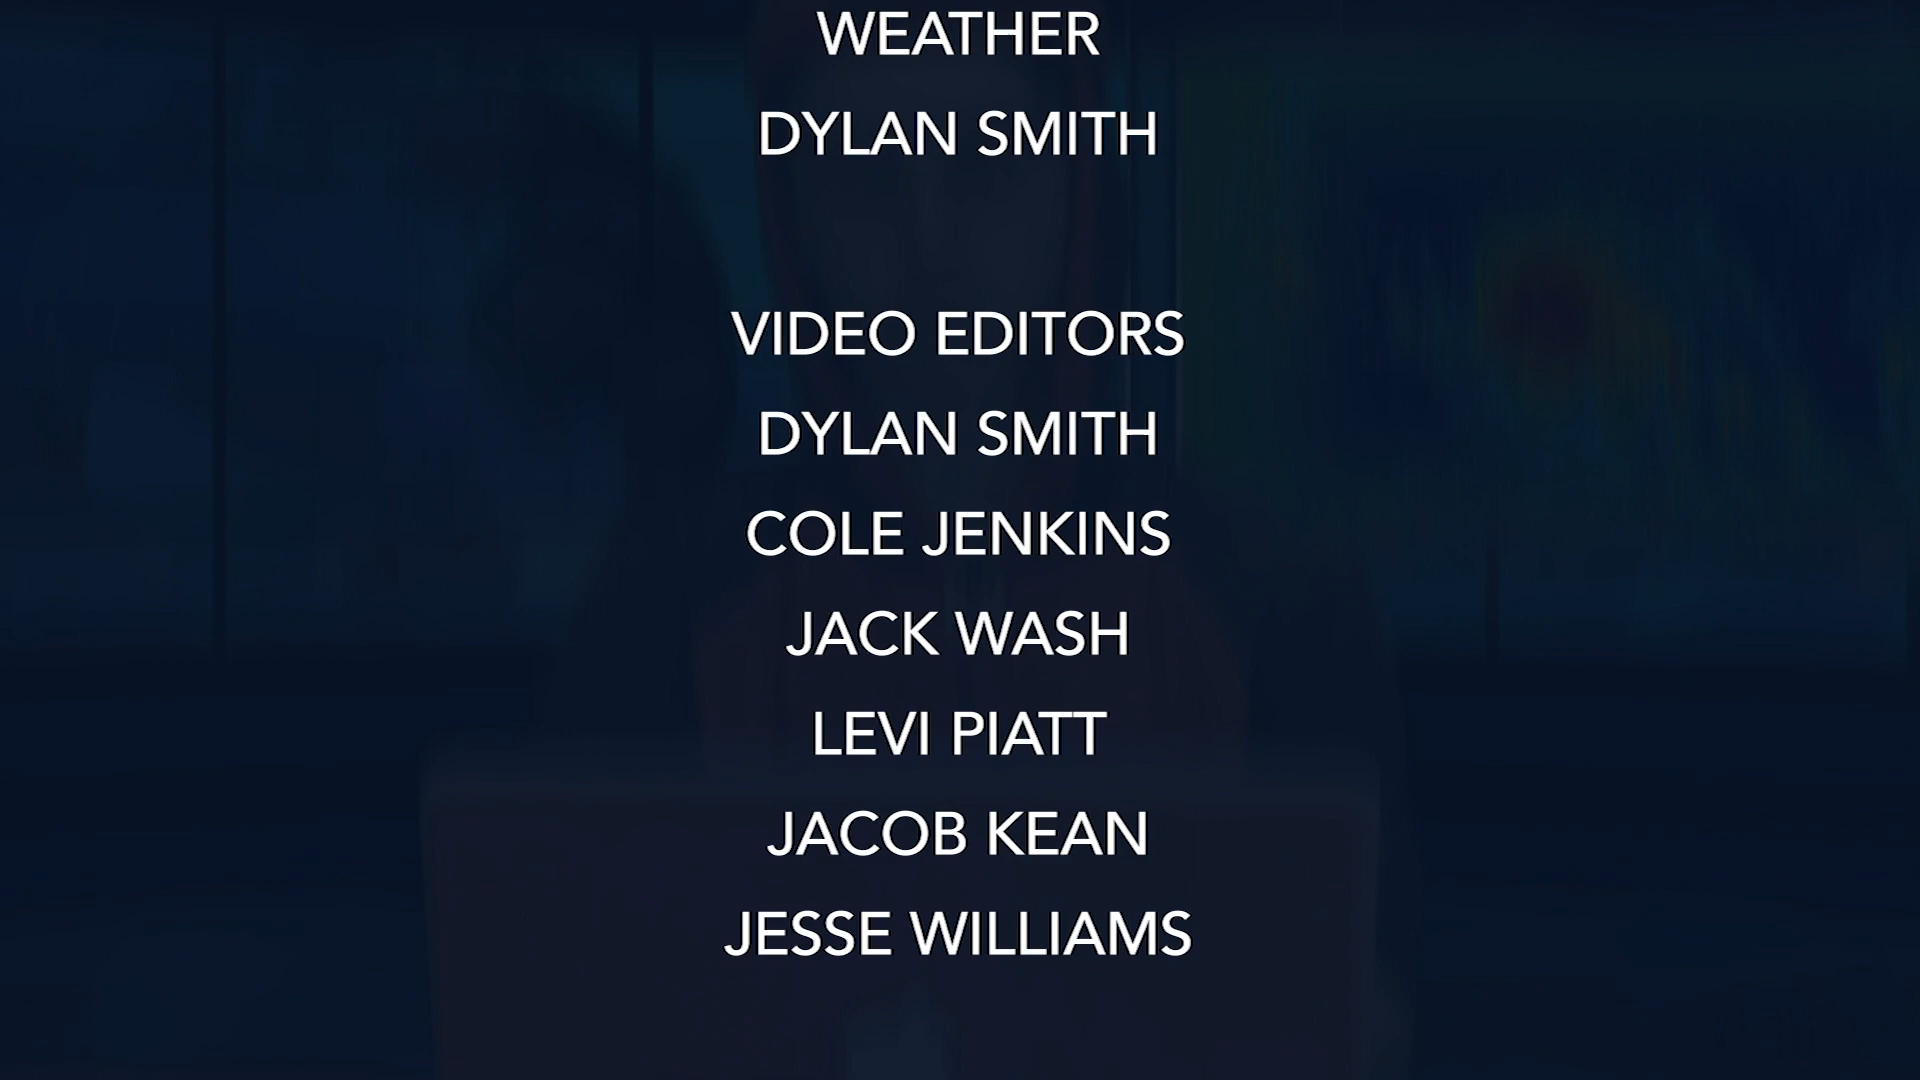 WEATHER
DYLAN SMITH
VIDEO EDITORS
DYLAN SMITH
COLE JENKINS
JACK WASH
LEVI PIATT
JACOB KEAN
JESSE WILLIAMS